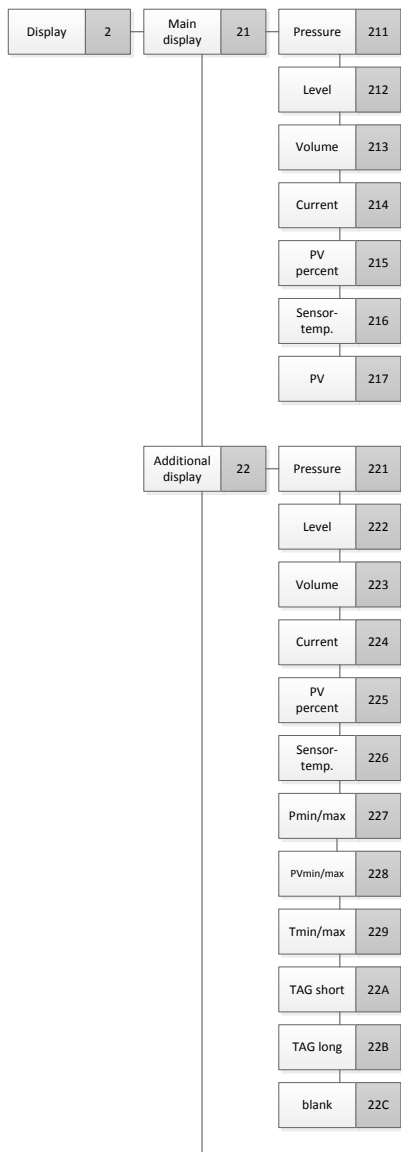 Display 2 Main display 21 Pressure 211
Level 212
Volume 213
Current 214
PV percent 215
Sensor-
temp. 216
PV 217
Additional display 22 Pressure 221
Level 222
Volume 223
Current 224
PV percent 225
Sensor-
temp. 226
Pmin/max 227
PVmin/max 228
Tmin/max 229
TAG short 22A
TAG long 22B
blank 22C